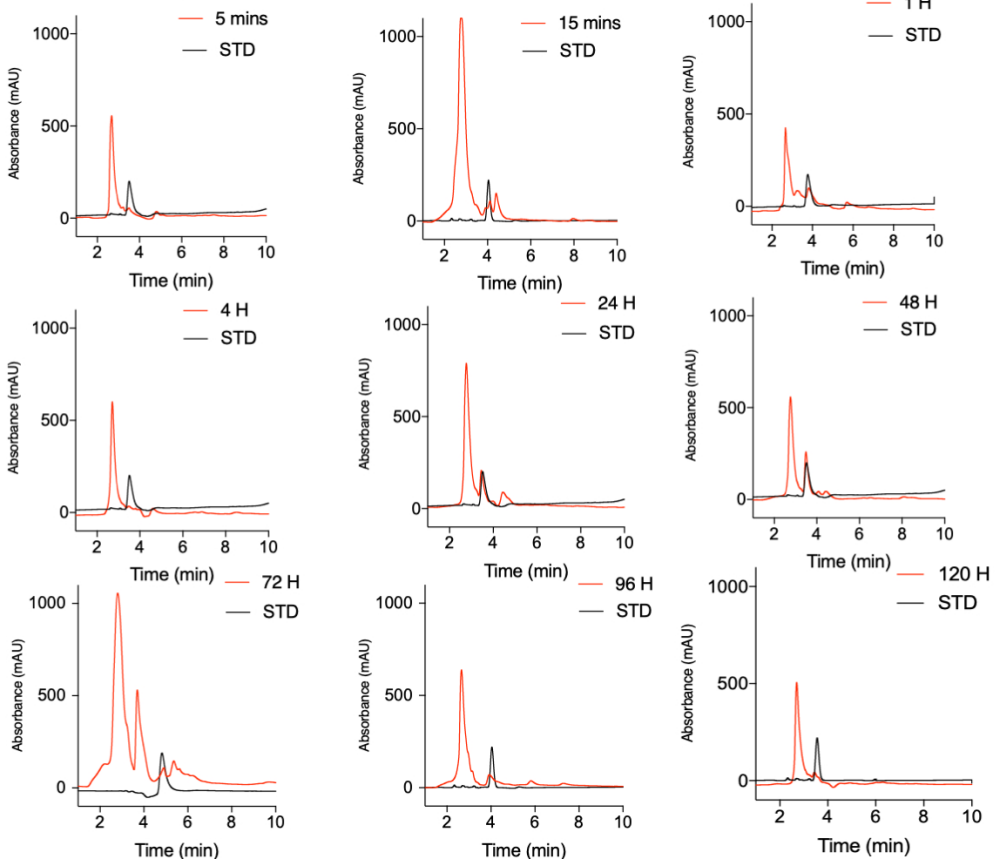 5 mins
STD
1000
500
0
Absorbance (mAU)
2 4 6 8 10
Time (min)
15 mins
STD
1000
500
0
Absorbance (mAU)
2 4 6 8 10
Time (min)
1 H
STD
1000
500
0
Absorbance (mAU)
2 4 6 8 10
Time (min)
4 H
STD
1000
500
0
Absorbance (mAU)
2 4 6 8 10
Time (min)
24 H
STD
1000
500
0
Absorbance (mAU)
2 4 6 8 10
Time (min)
48 H
STD
1000
500
0
Absorbance (mAU)
2 4 6 8 10
Time (min)
72 H
STD
1000
500
0
Absorbance (mAU)
2 4 6 8 10
Time (min)
96 H
STD
1000
500
0
Absorbance (mAU)
2 4 6 8 10
Time (min)
120 H
STD
1000
500
0
Absorbance (mAU)
2 4 6 8 10
Time (min)